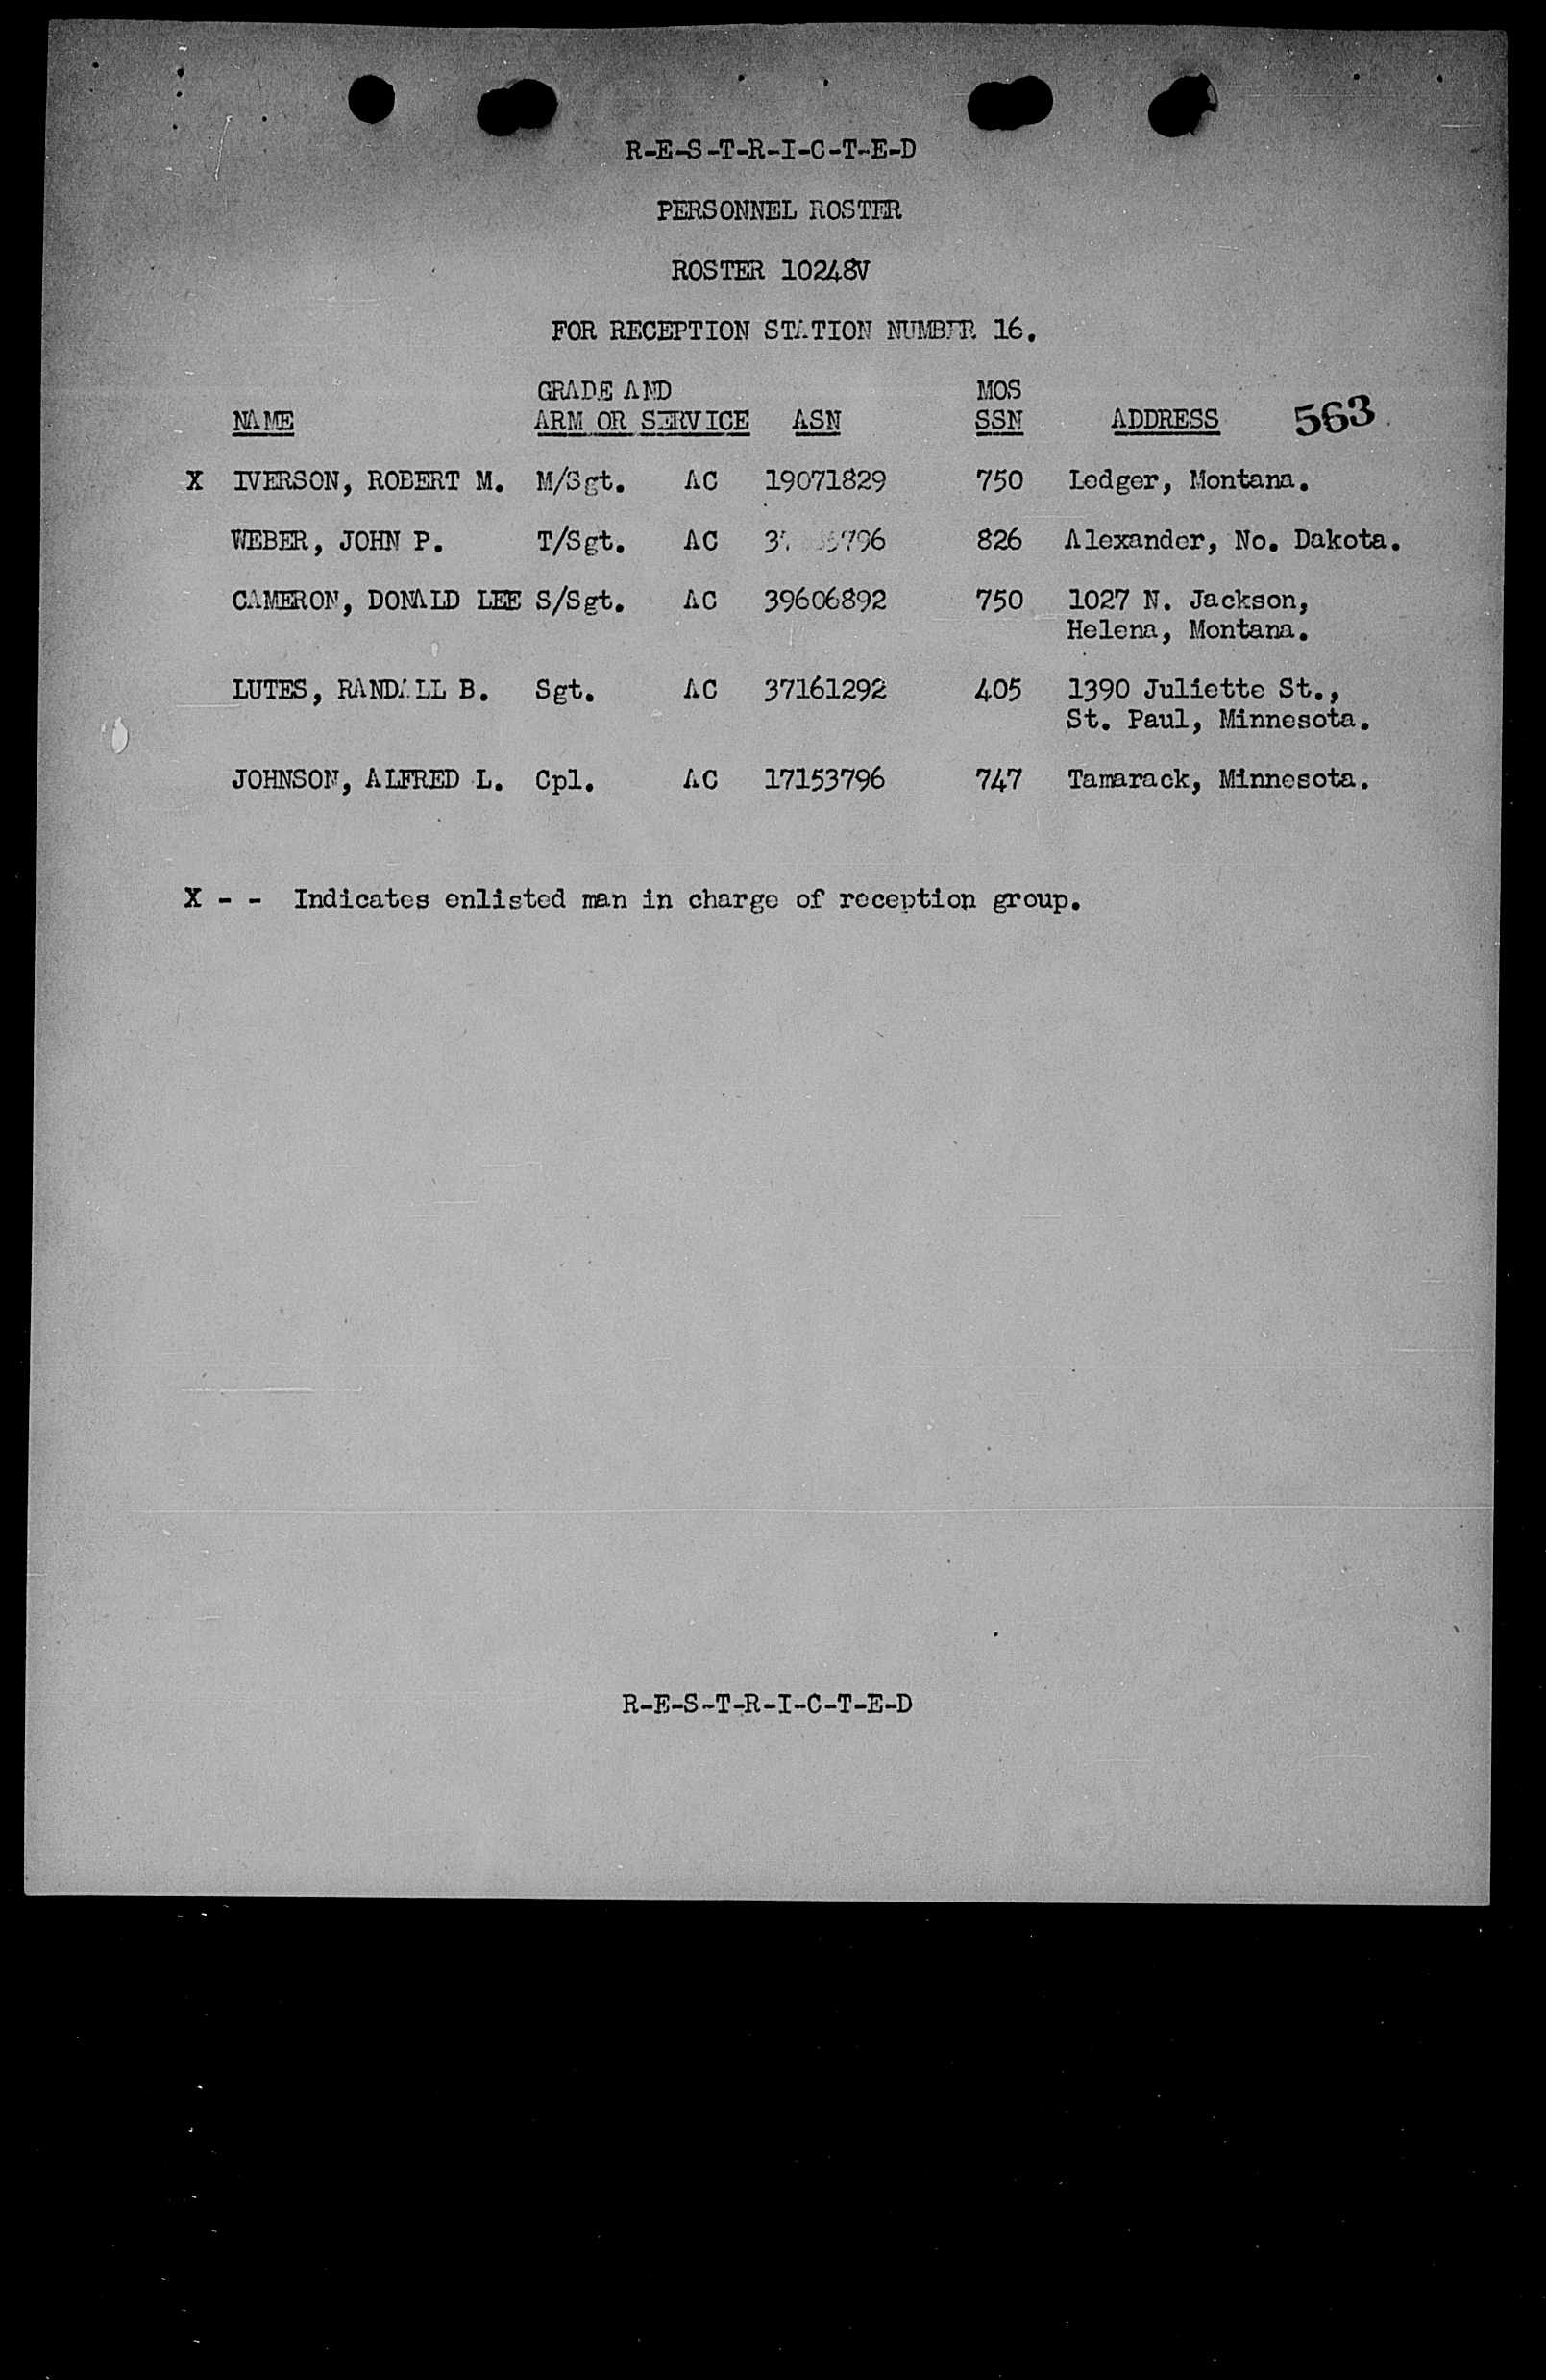 R-E-S-T-R-I-C-T-E-D
PERSONNEL ROSTER
ROSTER 10248V
FOR RECEPTION STATION NUMBER 16.
GRADE AND MOS
NAME ARM OR SERVICE ASN SSN ADDRESS 563
X IVERSON, ROBERT M. M/Sgt. AC 19071829 750 Ledger, Montana.
WEBER, JOHN P. T/Sgt. AC 826 Alexander, No. Dakota.
CAMERON, DONALD LEE S/Sgt. AC 39606892 750 1027 N. Jackson,
Helena, Montana.
LUTES, RANDALL B. Sgt. AC 37161292 405 1390 Juliette St.,
St. Paul, Minnesota.
JOHNSON, ALFRED L. Cpl. AC 17153796 747 Tamarack, Minnesota.
X - - Indicates enlisted man in charge of reception group.
R-E-S-T-R-I-C-T-E-D